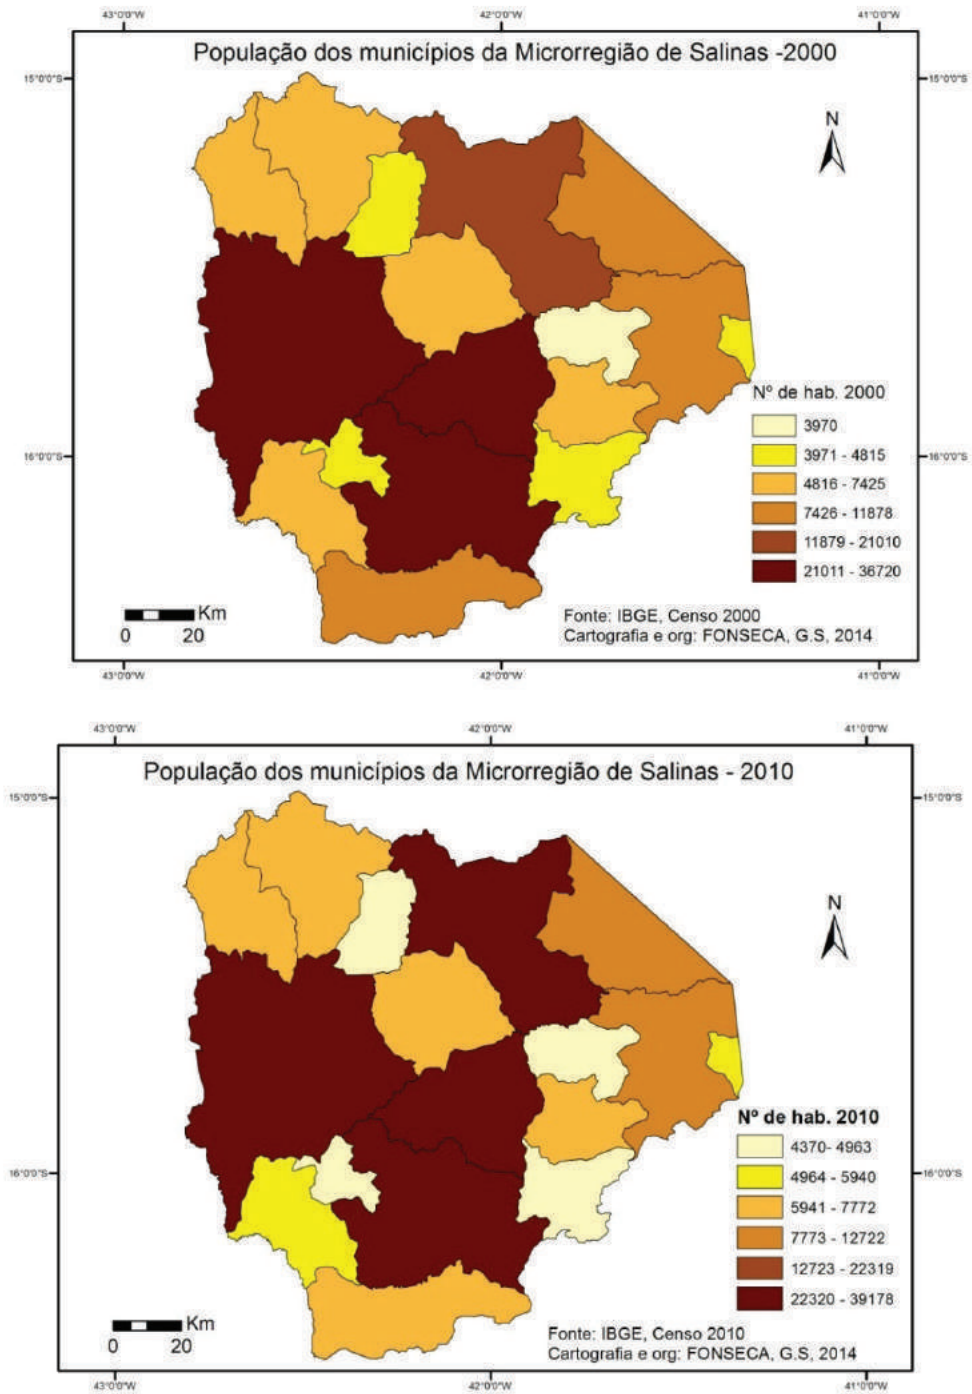 43°0'0"W 42°0'0"W 41°0'0"W
População dos municípios da Microrregião de Salinas -2000
15°0'0"S 15°0'0"S
N
Nº de hab. 2000
3970
3971 - 4815
4816 - 7425
7426 - 11878
11879 - 21010
21011 - 36720
16°0'0"S 16°0'0"S
Km
0 20
Fonte: IBGE, Censo 2000
Cartografia e org: FONSECA, G.S, 2014
43°0'0"W 42°0'0"W 41°0'0"W
43°0'0"W 42°0'0"W 41°0'0"W
População dos municípios da Microrregião de Salinas - 2010
15°0'0"S 15°0'0"S
N
Nº de hab. 2010
4370- 4963
4964 - 5940
5941 - 7772
7773 - 12722
12723 - 22319
22320 - 39178
16°0'0"S 16°0'0"S
Km
0 20
Fonte: IBGE, Censo 2010
Cartografia e org: FONSECA, G.S, 2014
43°0'0"W 42°0'0"W 41°0'0"W